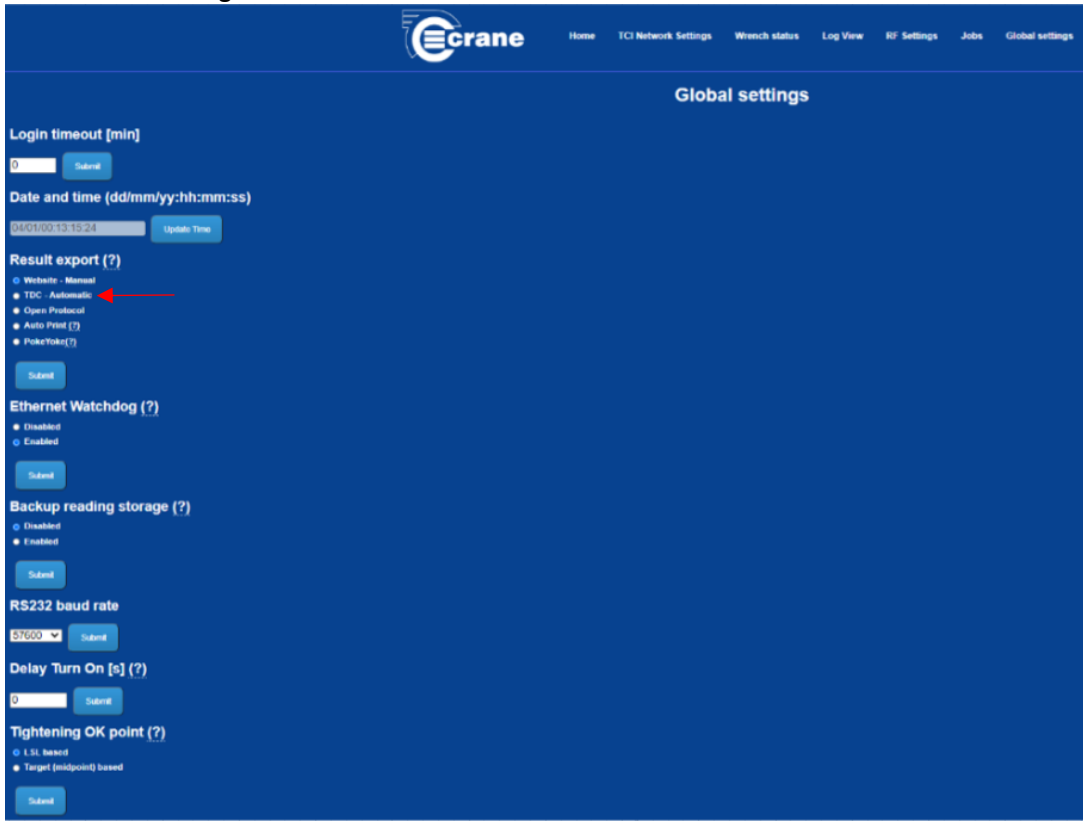 crane
Home TCI Network Settings Wrench status Log View RF Settings Jobs Global settings
Global settings
Login timeout [min]
0 Submit
Date and time (dd/mm/yy:hh:mm:ss)
04/01/00:13:15:24 Update Time
Result export (?)
Website - Manual
TDC - Automatic
Open Protocol
Auto Print (?)
PokeYoke(?)
Submit
Ethernet Watchdog (?)
Disabled
Enabled
Submit
Backup reading storage (?)
Disabled
Enabled
Submit
RS232 baud rate
57600 Submit
Delay Turn On [s] (?)
0 Submit
Tightening OK point (?)
LSL based
Target (midpoint) based
Submit